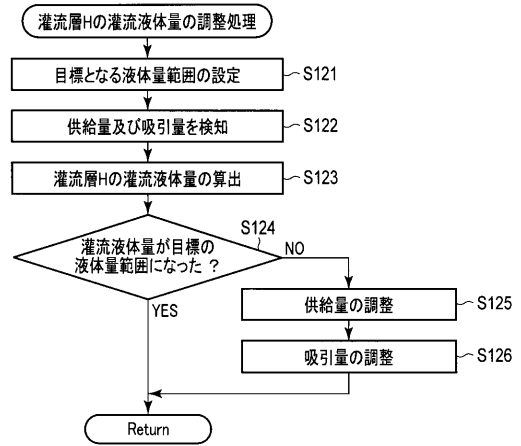 灌流層Hの灌流液体量の調整処理
目標となる液体量範囲の設定
S121
供給量及び吸引量を検知
S122
灌流層Hの灌流液体量の算出
S123
S124
灌流液体量が目標の
液体量範囲になった ?
NO
YES
供給量の調整
S125
吸引量の調整
S126
Return